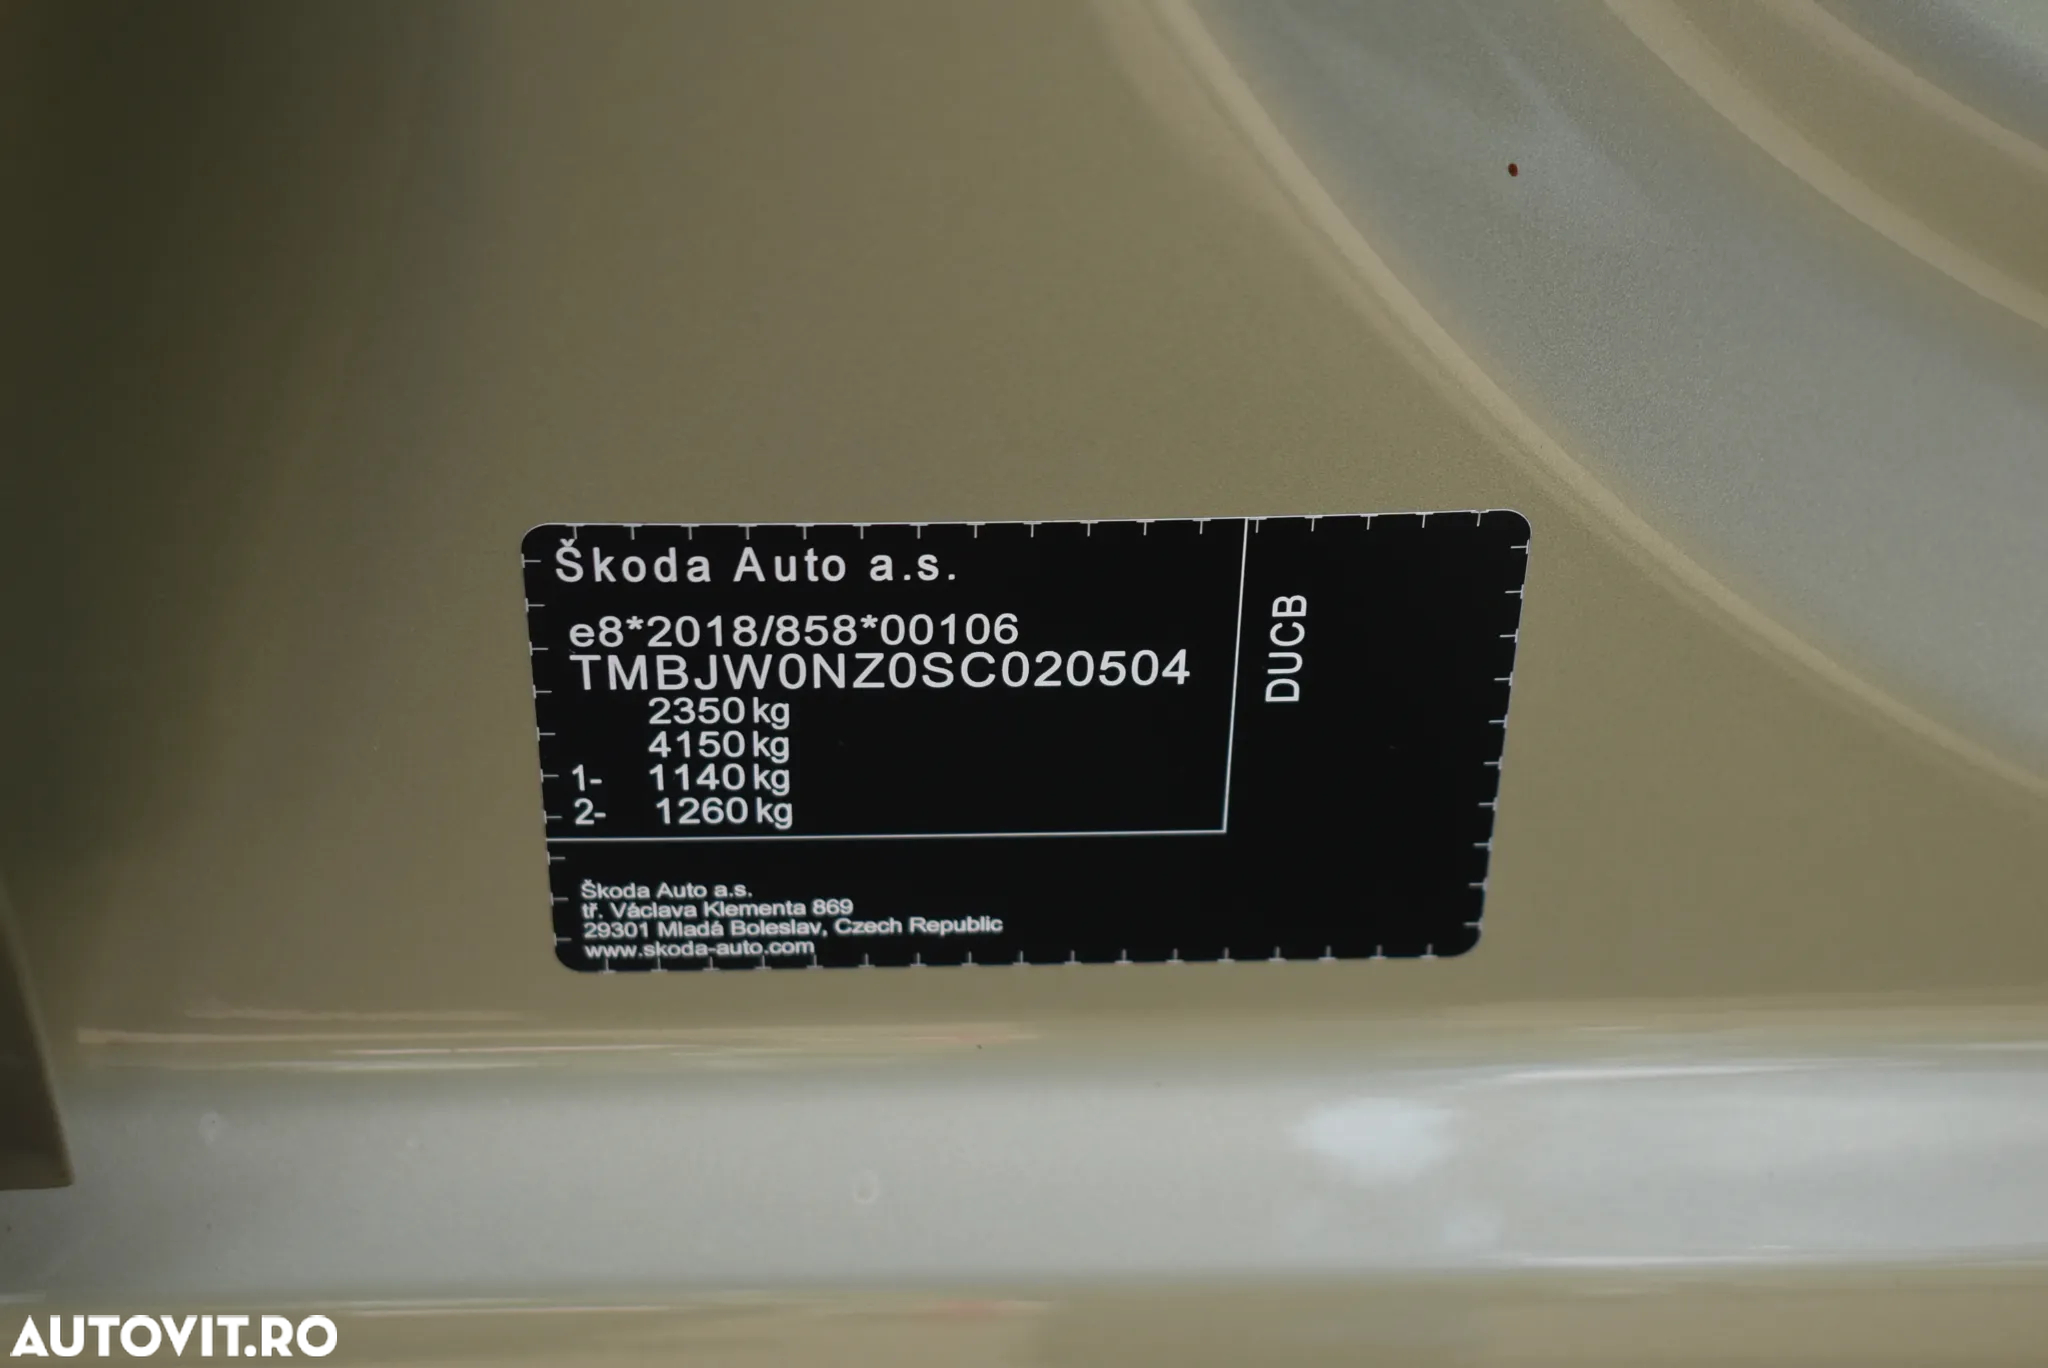 Škoda Auto a.s.
e8*2018/858*00106
TMBJW0NZ0SC020504
2350 kg
4150 kg
1- 1140 kg
2- 1260 kg
DUCB
Škoda Auto a.s.
tř. Václava Klementa 869
29301 Mladá Boleslav, Czech Republic
www.skoda-auto.com
AUTOVIT.RO